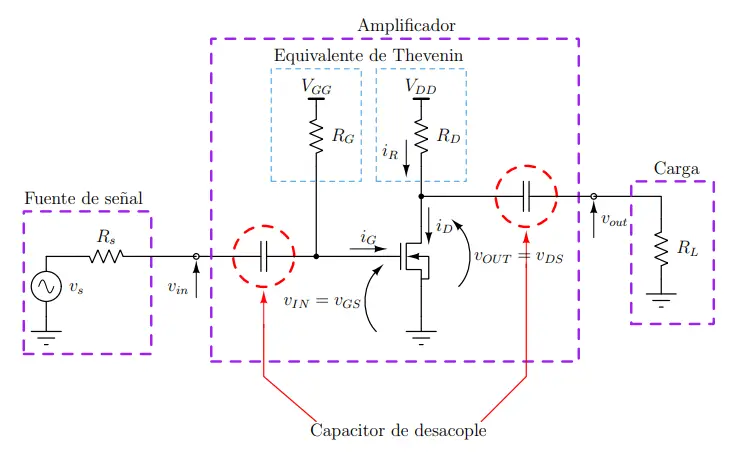 Amplificador
Equivalente de Thevenin
V_{GG}
V_{DD}
R_G
R_D
i_R
Carga
Fuente de señal
R_s
i_G
i_D
v_{out}
v_{OUT} = v_{DS}
R_L
v_s
v_{in}
v_{IN} = v_{GS}
Capacitor de desacople